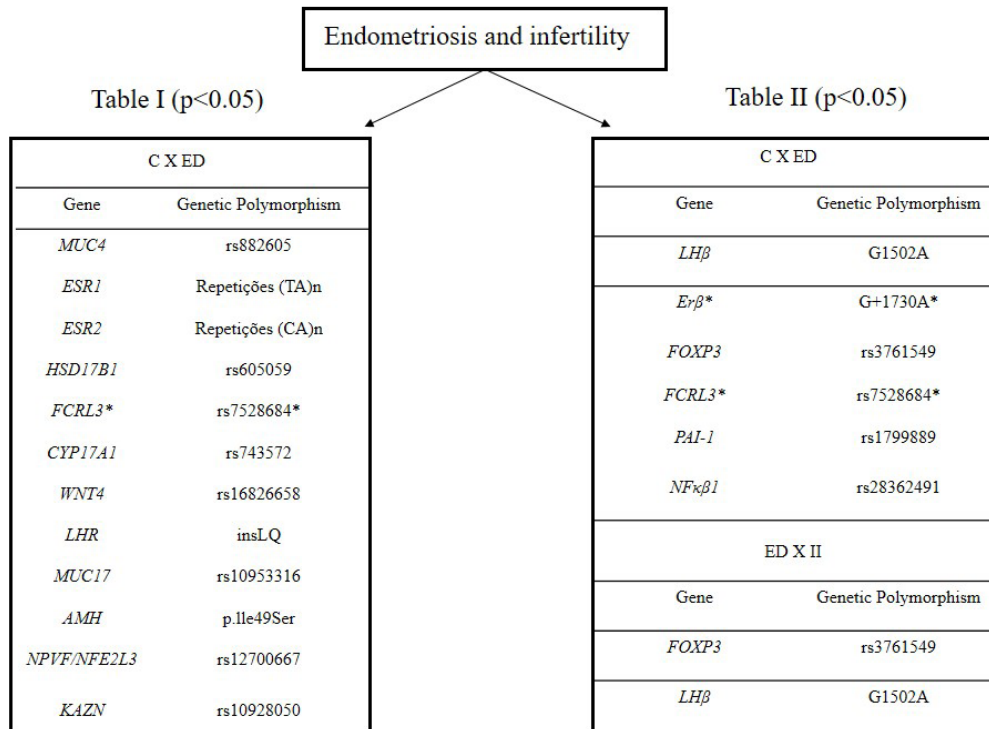 Endometriosis and infertility
Table I (p<0.05)
C X ED
Gene Genetic Polymorphism
MUC4 rs882605
ESR1 Repetições (TA)n
ESR2 Repetições (CA)n
HSD17B1 rs605059
FCRL3* rs7528684*
CYP17A1 rs743572
WNT4 rs16826658
LHR insLQ
MUC17 rs10953316
AMH p.lle49Ser
NPVF/NFE2L3 rs12700667
KAZN rs10928050
Table II (p<0.05)
C X ED
Gene Genetic Polymorphism
LHβ G1502A
Erβ* G+1730A*
FOXP3 rs3761549
FCRL3* rs7528684*
PAI-1 rs1799889
NFκβ1 rs28362491
ED X II
Gene Genetic Polymorphism
FOXP3 rs3761549
LHβ G1502A